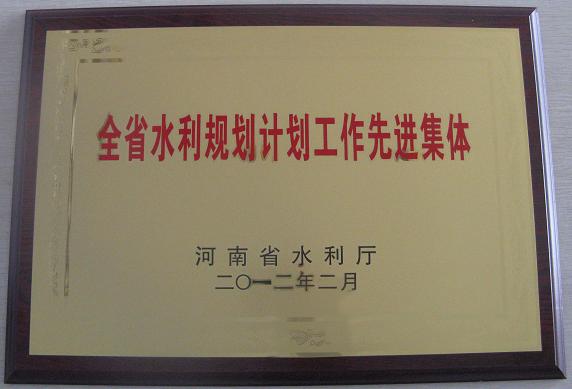 全省水利规划计划工作先进集体
河南省水利厅
二〇一二年二月